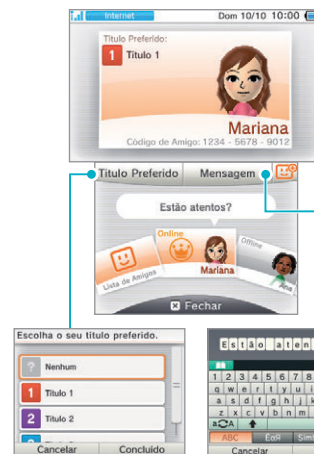 Internet
Dom 10/10 10:00
Título Preferido:
1 Título 1
Mariana
Código de Amigo: 1234 - 5678 - 9012
Título Preferido
Mensagem
Estão atentos?
Lista de Amigos
Online
Mariana
Offline
Ana
X Fechar
Escolha o seu título preferido.
? Nenhum
1 Título 1
2 Título 2
Cancelar
Concluído
Estão aten
1 2 3 4 5 6 7 8
q w e r t y u i
a s d f g h j k
z x c v b n m
a A
ABC
Cancelar